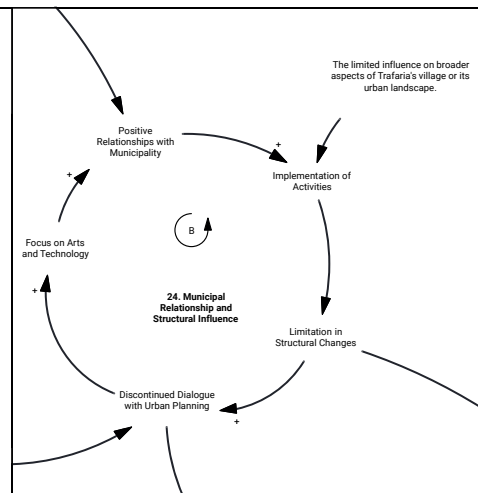 The limited influence on broader
aspects of Trafaria's village or its
urban landscape.
Positive
Relationships with
Municipality
+
Implementation of
Activities
+
Focus on Arts
and Technology
B
+
24. Municipal
Relationship and
Structural Influence
Limitation in
Structural Changes
Discontinued Dialogue
with Urban Planning
+